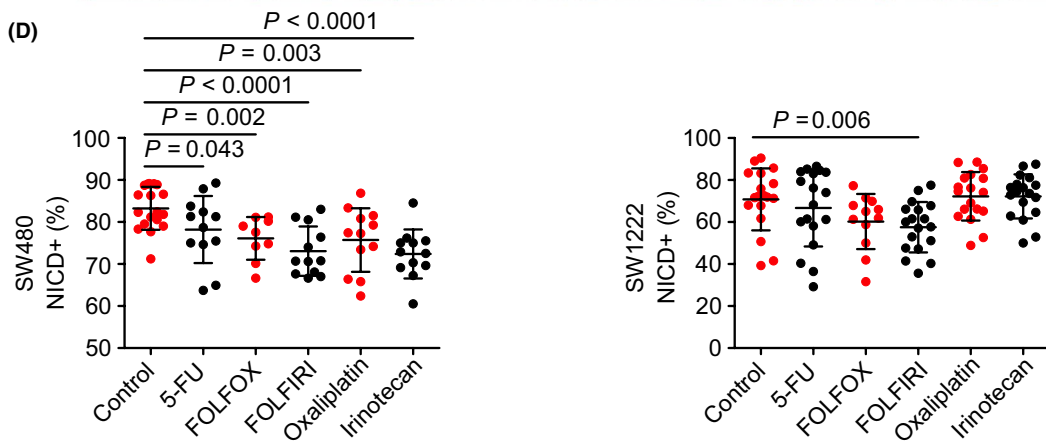 (D)
P < 0.0001
P = 0.003
P < 0.0001
P = 0.002
P = 0.043
SW480
NICD+ (%)
100
90
80
70
60
50
Control
5-FU
FOLFOX
FOLFIRI
Oxaliplatin
Irinotecan
P = 0.006
SW1222
NICD+ (%)
100
80
60
40
20
0
Control
5-FU
FOLFOX
FOLFIRI
Oxaliplatin
Irinotecan